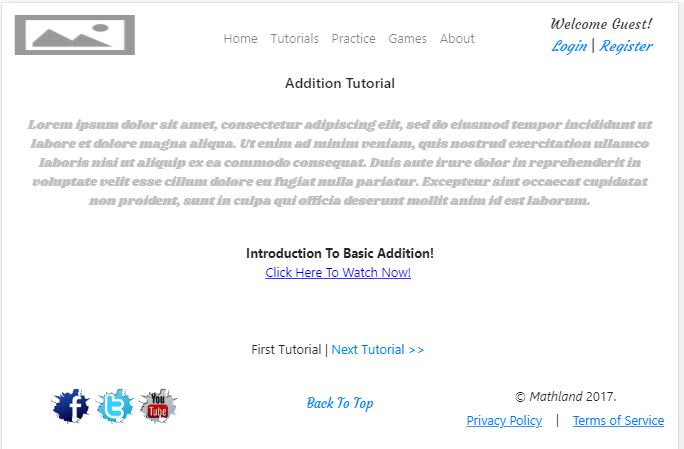 Home Tutorials Practice Games About
Welcome Guest!
Login | Register
Addition Tutorial
Lorem ipsum dolor sit amet, consectetur adipiscing elit, sed do eiusmod tempor incididunt ut
labore et dolore magna aliqua. Ut enim ad minim veniam, quis nostrud exercitation ullamco
laboris nisi ut aliquip ex ea commodo consequat. Duis aute irure dolor in reprehenderit in
voluptate velit esse cillum dolore eu fugiat nulla pariatur. Excepteur sint occaecat cupidatat
non proident, sunt in culpa qui officia deserunt mollit anim id est laborum.
Introduction To Basic Addition!
Click Here To Watch Now!
First Tutorial | Next Tutorial >>
f
t
You Tube
Back To Top
© Mathland 2017.
Privacy Policy | Terms of Service